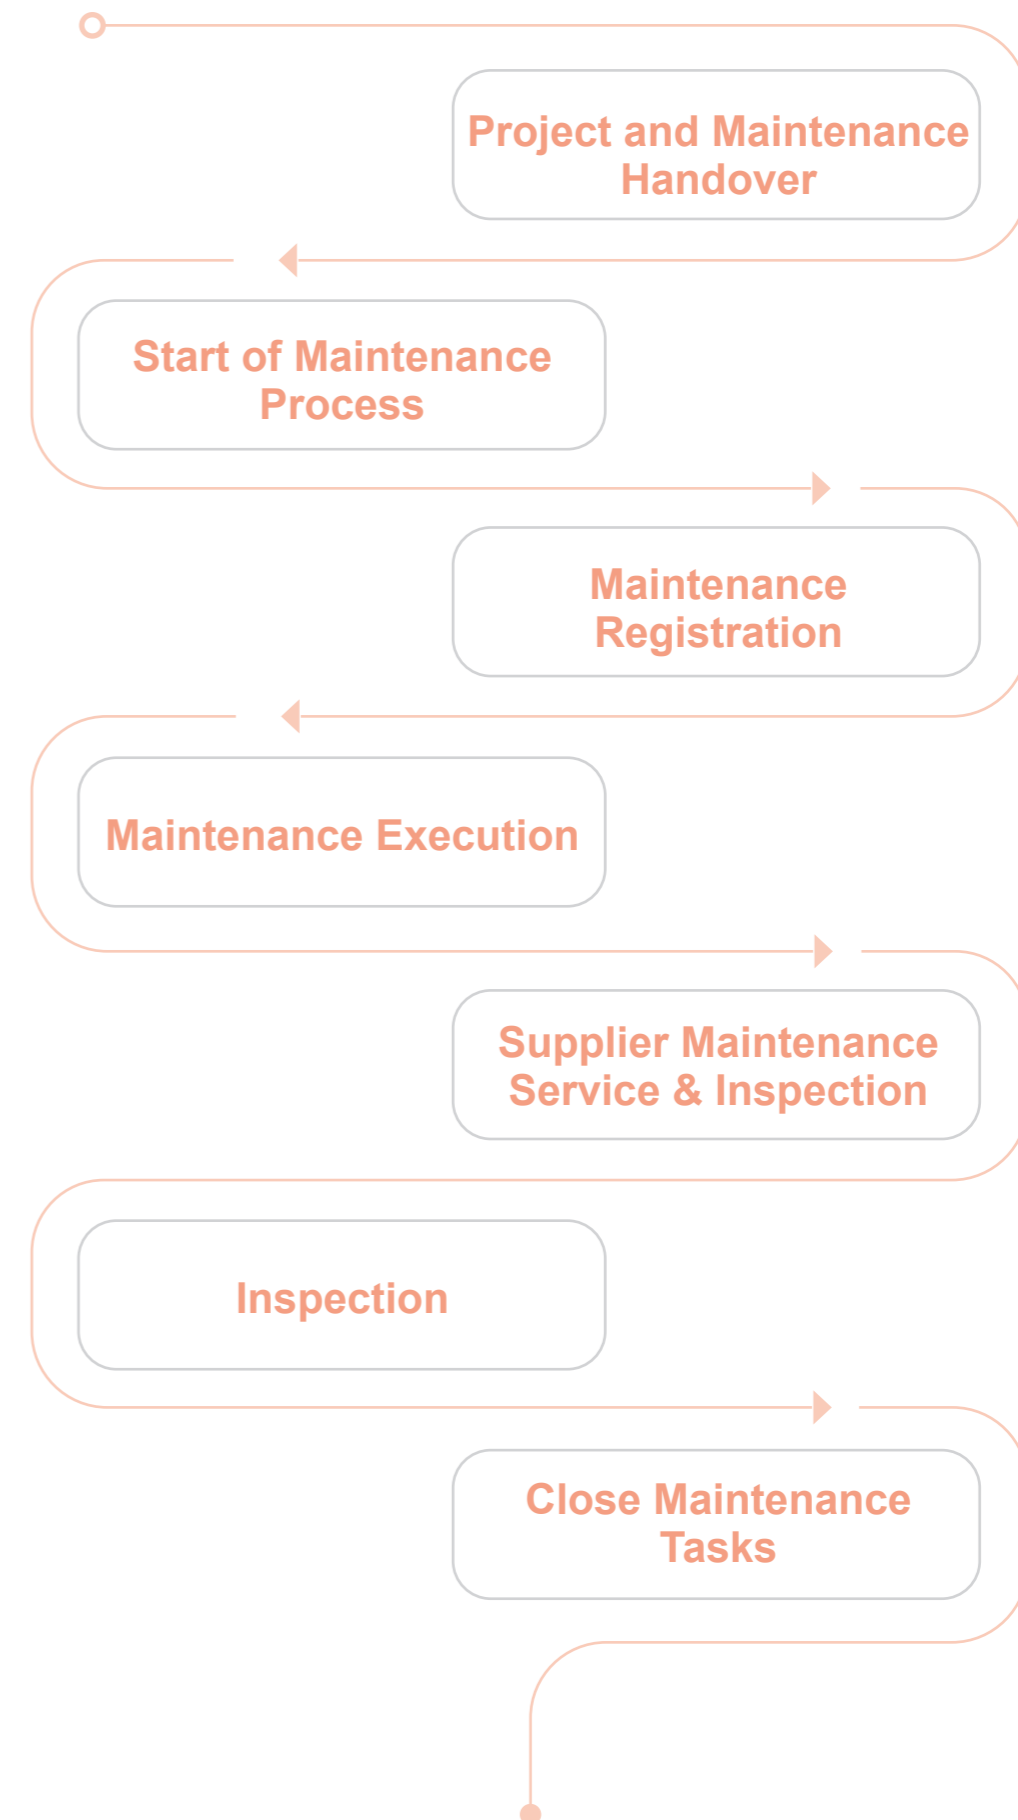 Project and Maintenance
Handover
Start of Maintenance
Process
Maintenance
Registration
Maintenance Execution
Supplier Maintenance
Service & Inspection
Inspection
Close Maintenance
Tasks